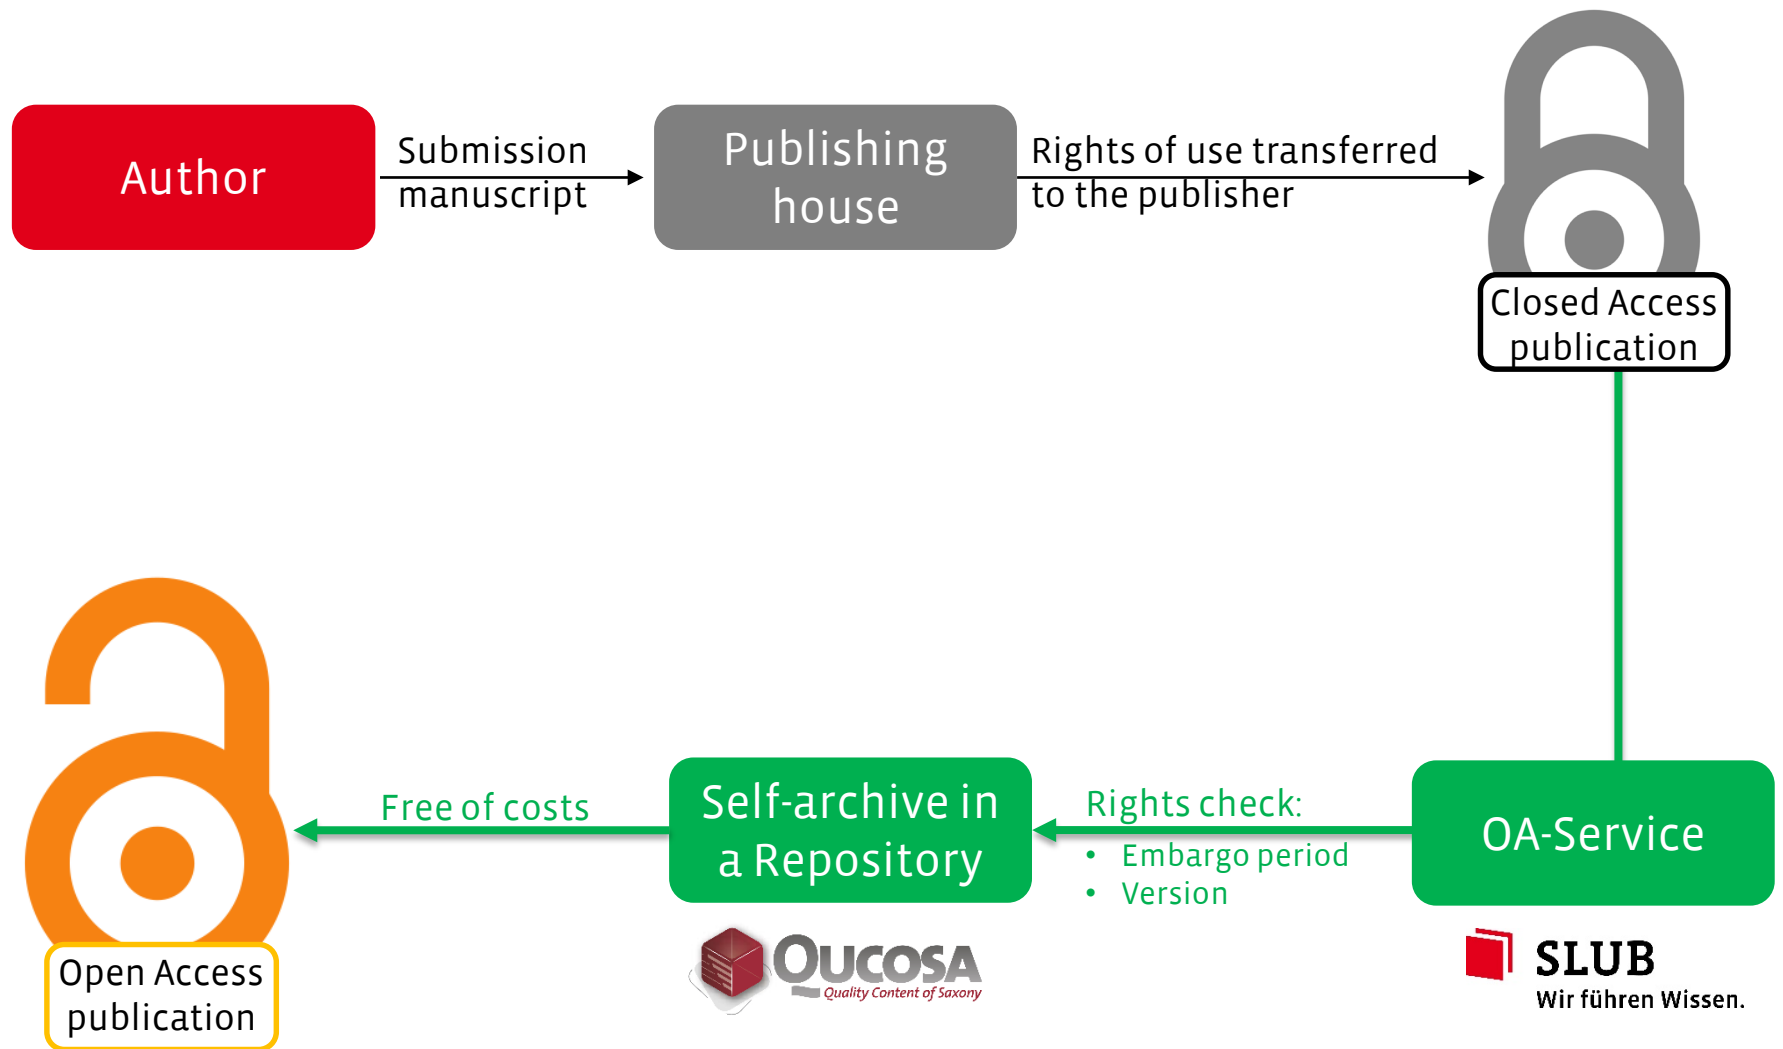 Author
Submission
manuscript
Publishing
house
Rights of use transferred
to the publisher
Closed Access
publication
Free of costs
Self-archive in
a Repository
Rights check:
• Embargo period
• Version
OA-Service
QUCOSA
Quality Content of Saxony
SLUB
Wir führen Wissen.
Open Access
publication